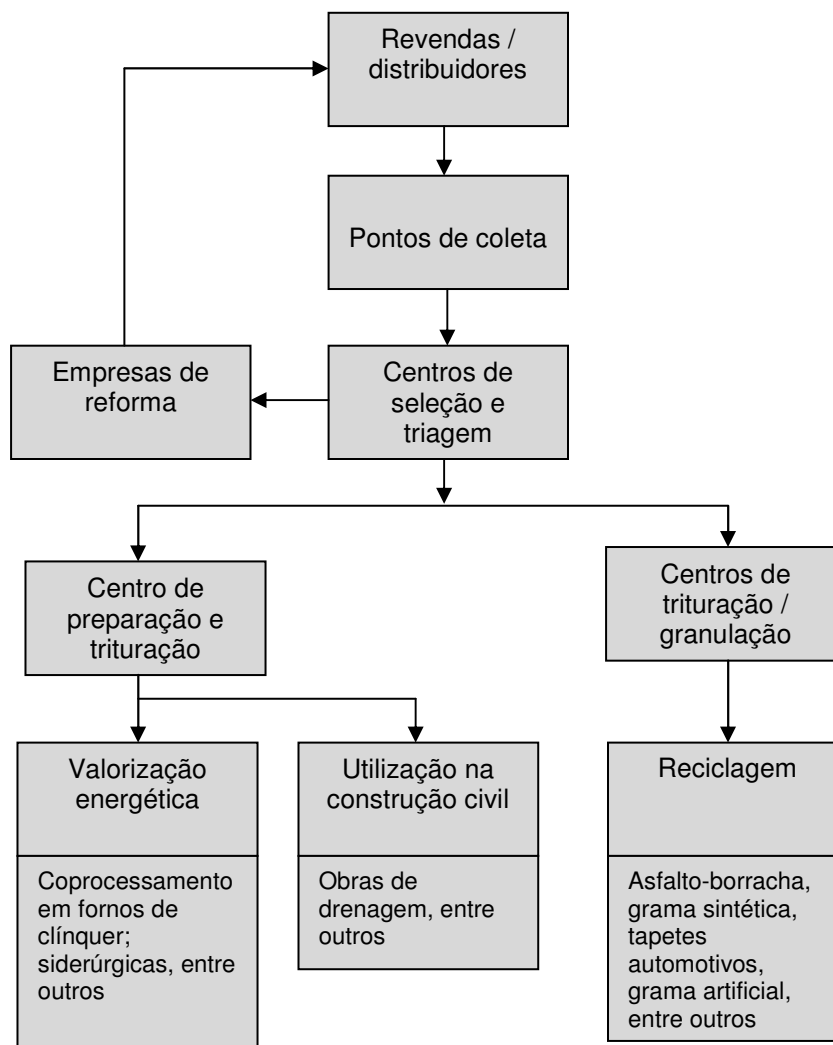 Revendas /
distribuidores
Pontos de coleta
Empresas de
reforma
Centros de
seleção e
triagem
Centro de
preparação e
trituração
Centros de
trituração /
granulação
Valorização
energética
Utilização na
construção civil
Reciclagem
Coprocessamento
em fornos de
clínquer;
siderúrgicas, entre
outros
Obras de
drenagem, entre
outros
Asfalto-borracha,
grama sintética,
tapetes
automotivos,
grama artificial,
entre outros